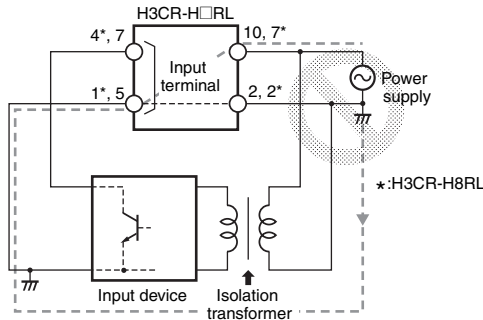 H3CR-H□RL
4*, 7
10, 7*
Input
terminal
Power
supply
1*, 5
2, 2*
*:H3CR-H8RL
Input device
Isolation
transformer